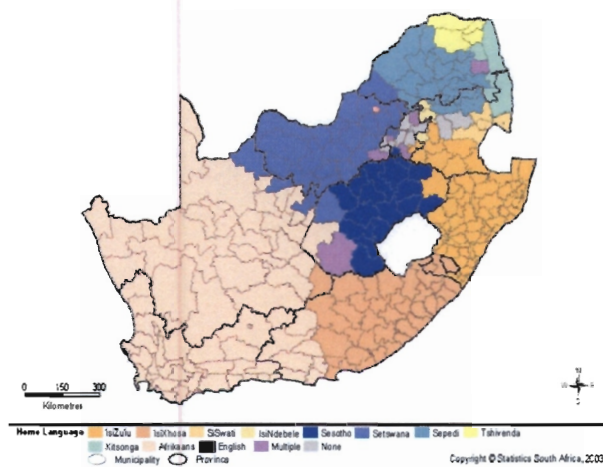 0 150 300
Kilometres
N
W E
S
Home Language IsiZulu IsiXhosa SiSwati IsiNdebele Sesotho Setswana Sepedi Tshivenda
Xitsonga Afrikaans English Multiple None
Municipality Province Copyright © Statistics South Africa, 2003